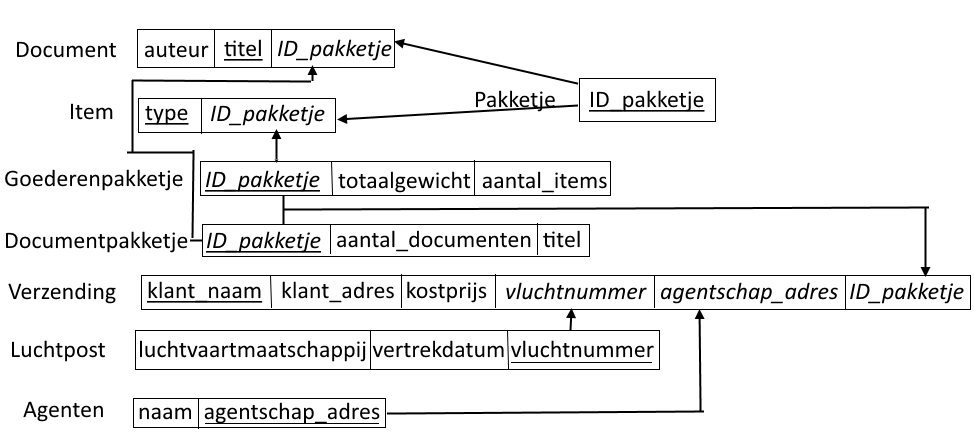 Document auteur titel ID_pakketje
Pakketje ID_pakketje
Item type ID_pakketje
Goederenpakketje ID_pakketje totaalgewicht aantal_items
Documentpakketje ID_pakketje aantal_documenten titel
Verzending klant_naam klant_adres kostprijs vluchtnummer agentschap_adres ID_pakketje
Luchtpost luchtvaartmaatschappij vertrekdatum vluchtnummer
Agenten naam agentschap_adres